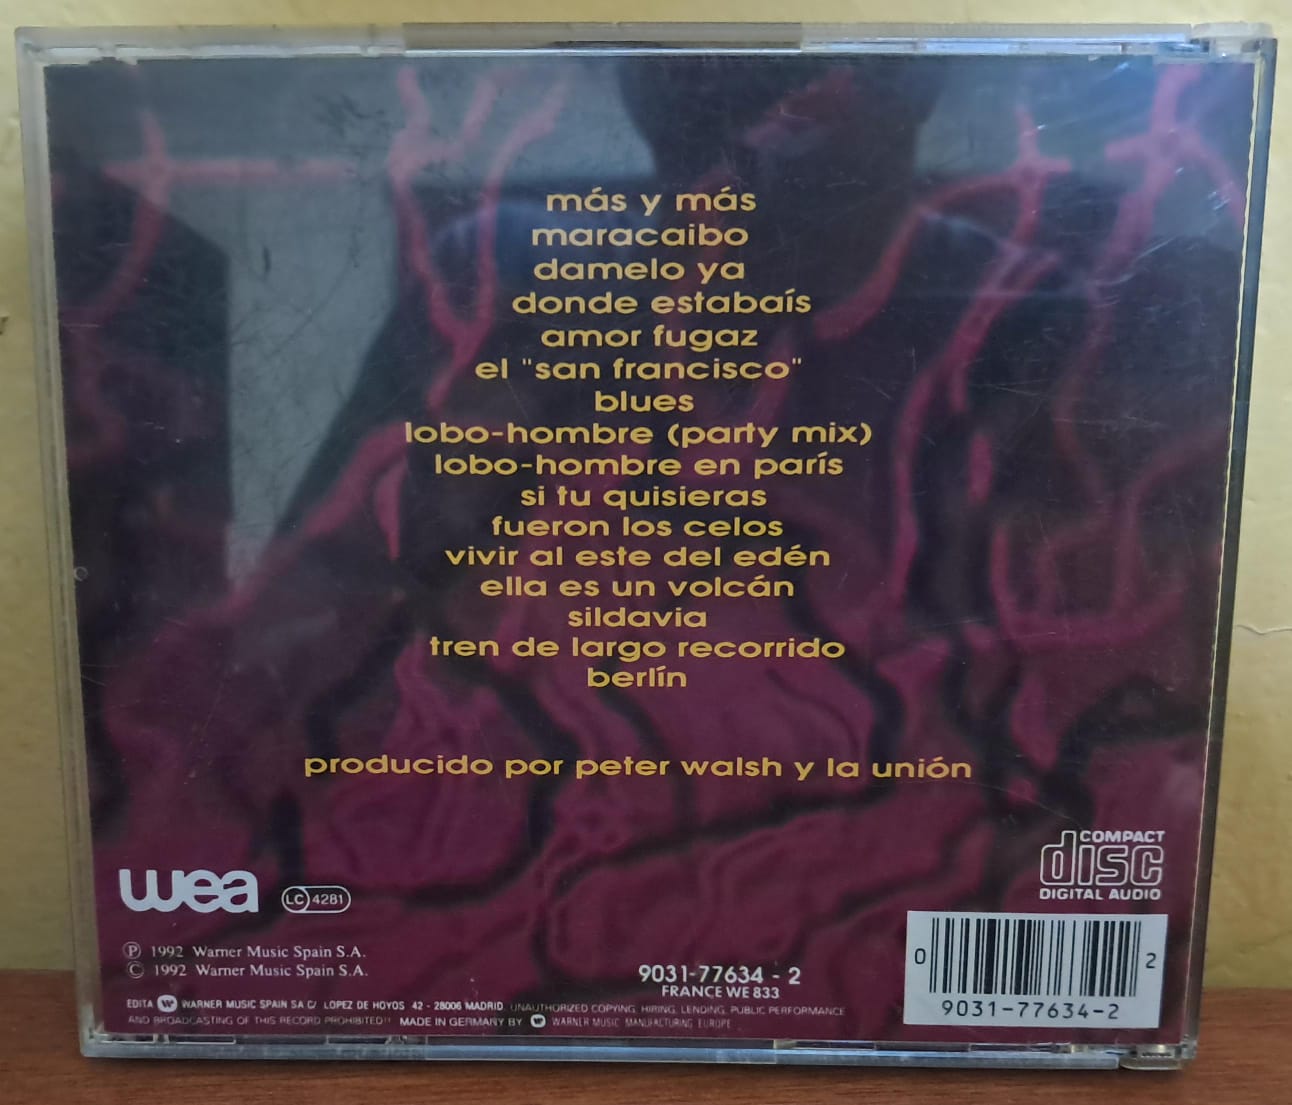 más y más
maracaibo
damelo ya
donde estabaís
amor fugaz
el "san francisco"
blues
lobo-hombre (party mix)
lobo-hombre en parís
si tu quisieras
fueron los celos
vivir al este del edén
ella es un volcán
sildavia
tren de largo recorrido
berlín
producido por peter walsh y la unión
wea LC 4281
COMPACT
disc
DIGITAL AUDIO
Ⓟ 1992 Warner Music Spain S.A.
© 1992 Warner Music Spain S.A.
9031-77634 - 2
FRANCE WE 833
EDITA WARNER MUSIC SPAIN SA C/ LOPEZ DE HOYOS 42 - 28006 MADRID. UNAUTHORIZED COPYING, HIRING, LENDING, PUBLIC PERFORMANCE
AND BROADCASTING OF THIS RECORD PROHIBITED" MADE IN GERMANY BY WARNER MUSIC MANUFACTURING EUROPE
0 2
9031-77634-2